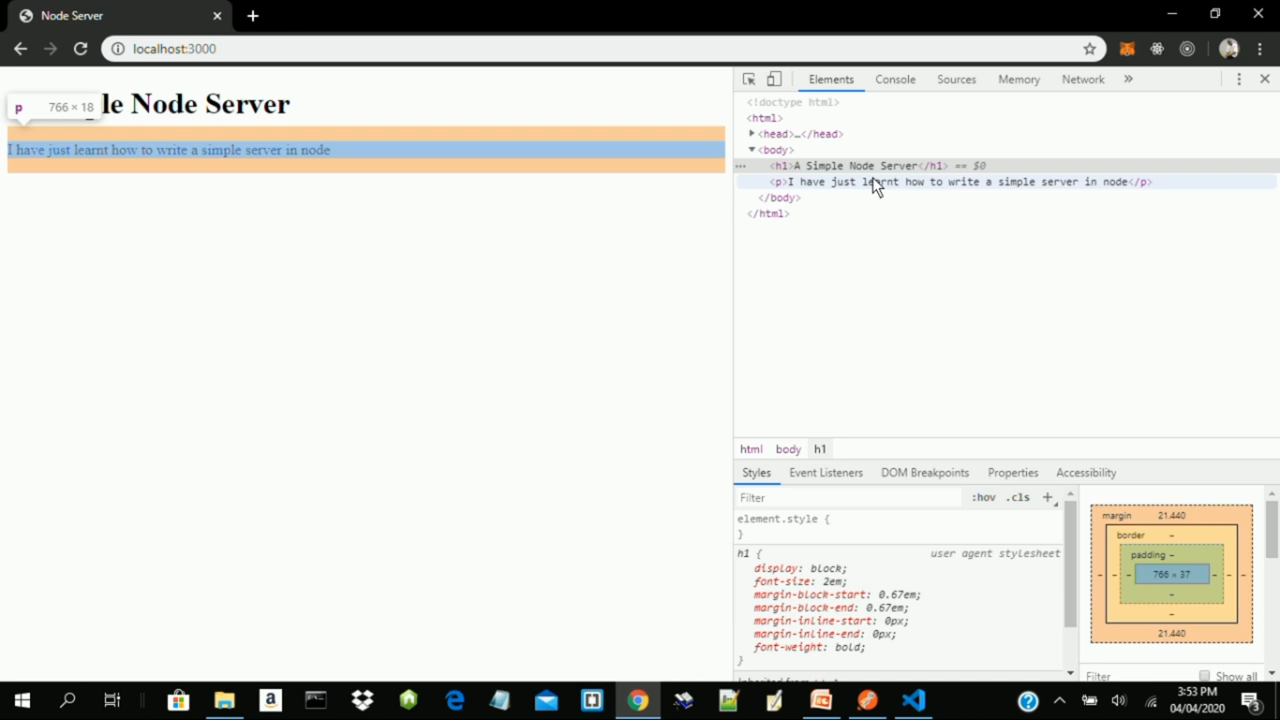 Node Server
localhost:3000
le Node Server
p 766 × 18
I have just learnt how to write a simple server in node
Elements Console Sources Memory Network »
<!doctype html>
<html>
<head>…</head>
<body>
<h1>A Simple Node Server</h1> == $0
<p>I have just learnt how to write a simple server in node</p>
</body>
</html>
html body h1
Styles Event Listeners DOM Breakpoints Properties Accessibility
Filter :hov .cls +
element.style {
}
h1 { user agent stylesheet
display: block;
font-size: 2em;
margin-block-start: 0.67em;
margin-block-end: 0.67em;
margin-inline-start: 0px;
margin-inline-end: 0px;
font-weight: bold;
}
margin 21.440
border –
padding –
766 × 37
21.440
Filter Show all
3:53 PM
04/04/2020
3